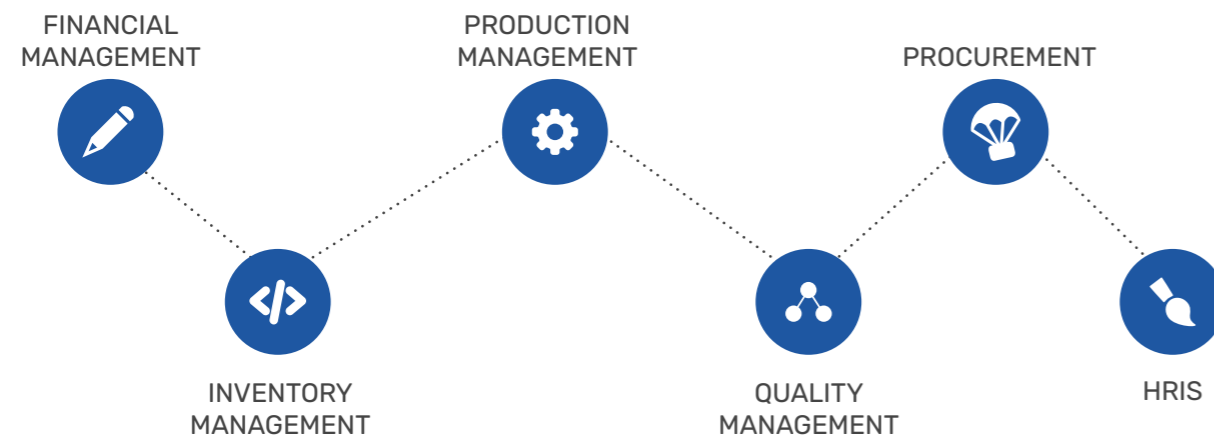 FINANCIAL
MANAGEMENT
PRODUCTION
MANAGEMENT
PROCUREMENT
INVENTORY
MANAGEMENT
QUALITY
MANAGEMENT
HRIS